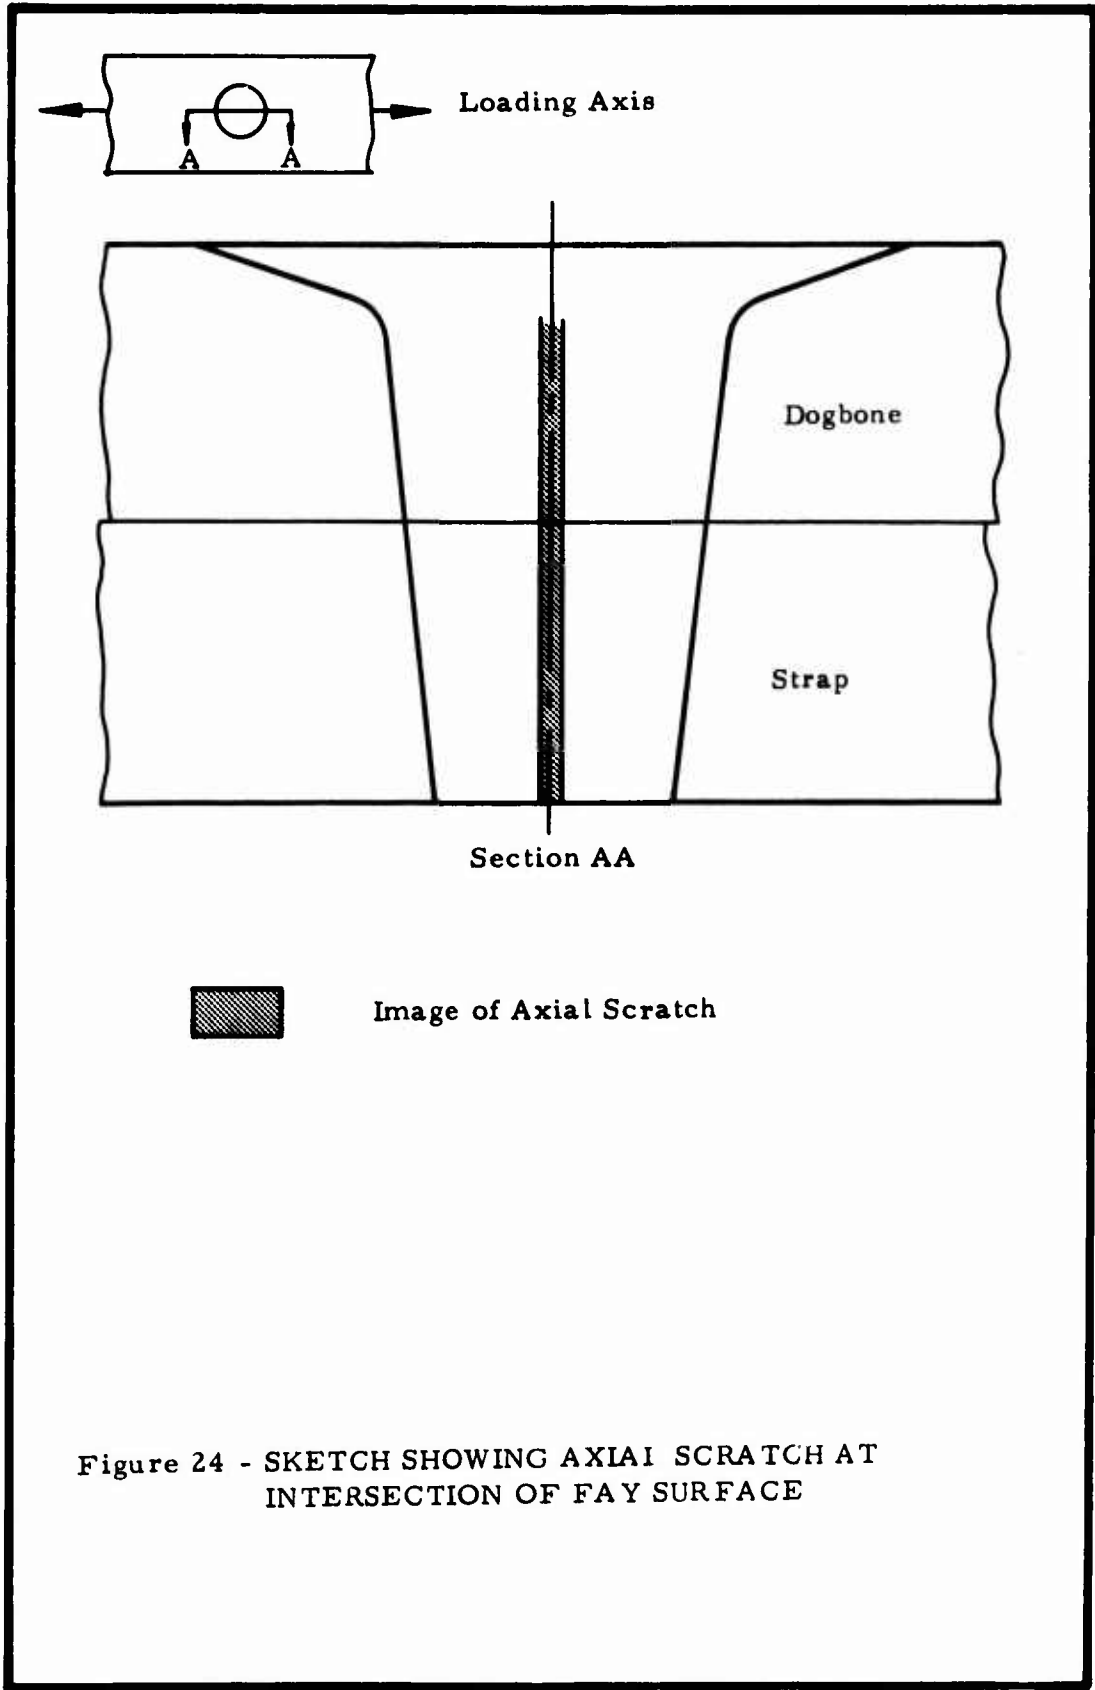 Loading Axis
A A
Dogbone
Strap
Section AA
Image of Axial Scratch
Figure 24 - SKETCH SHOWING AXIAl SCRATCH AT
INTERSECTION OF FAY SURFACE